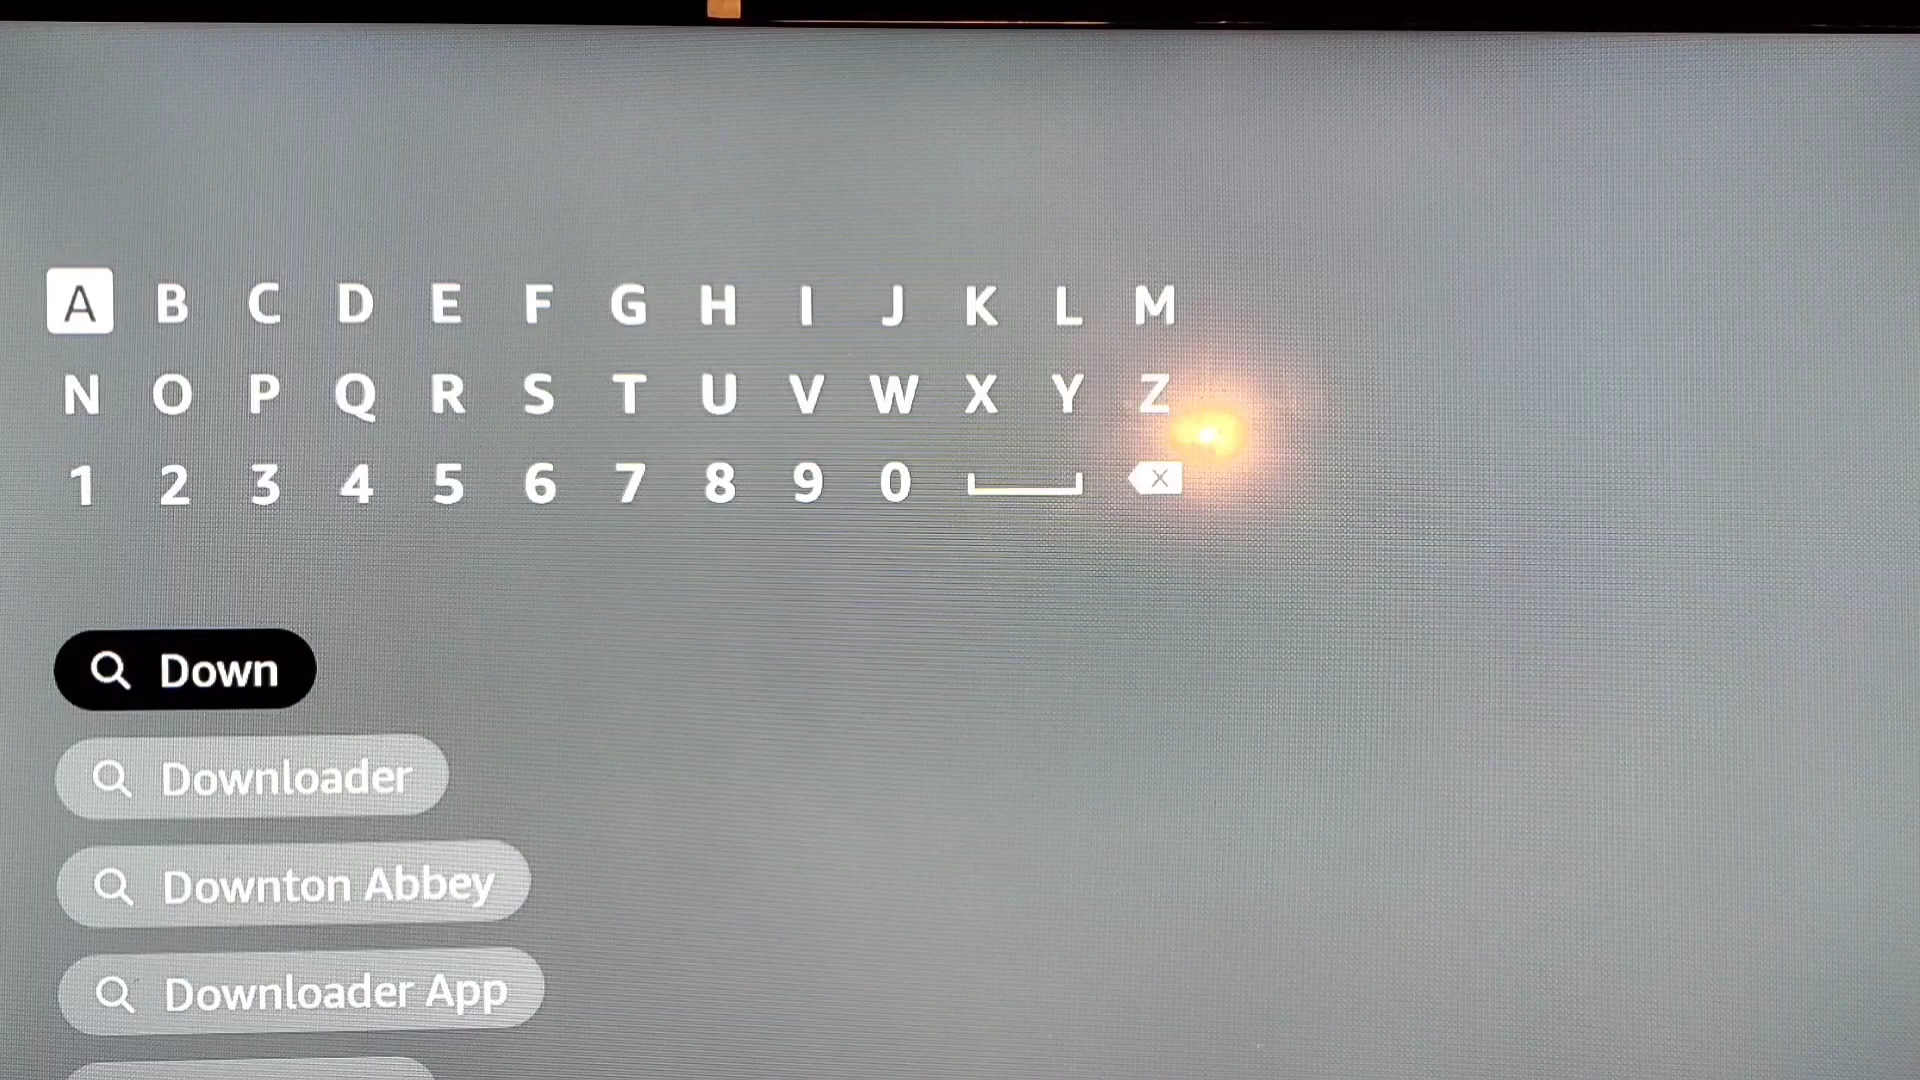 A B C D E F G H I J K L M
N O P Q R S T U V W X Y Z
1 2 3 4 5 6 7 8 9 0
Down
Downloader
Downton Abbey
Downloader App